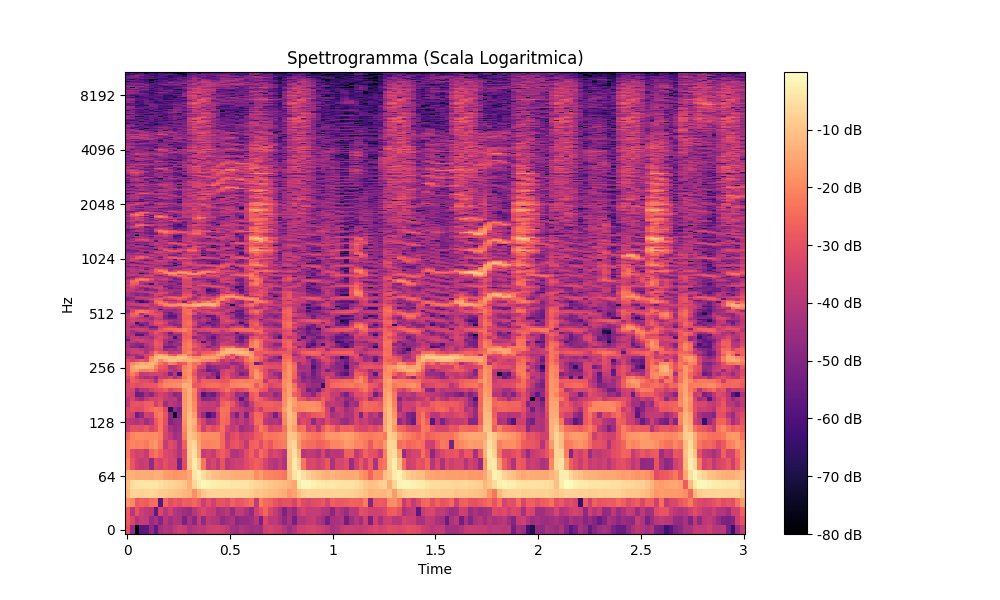 Spettrogramma (Scala Logaritmica)
8192
4096
2048
1024
512
256
128
64
0
Hz
0
0.5
1
1.5
2
2.5
3
Time
-10 dB
-20 dB
-30 dB
-40 dB
-50 dB
-60 dB
-70 dB
-80 dB